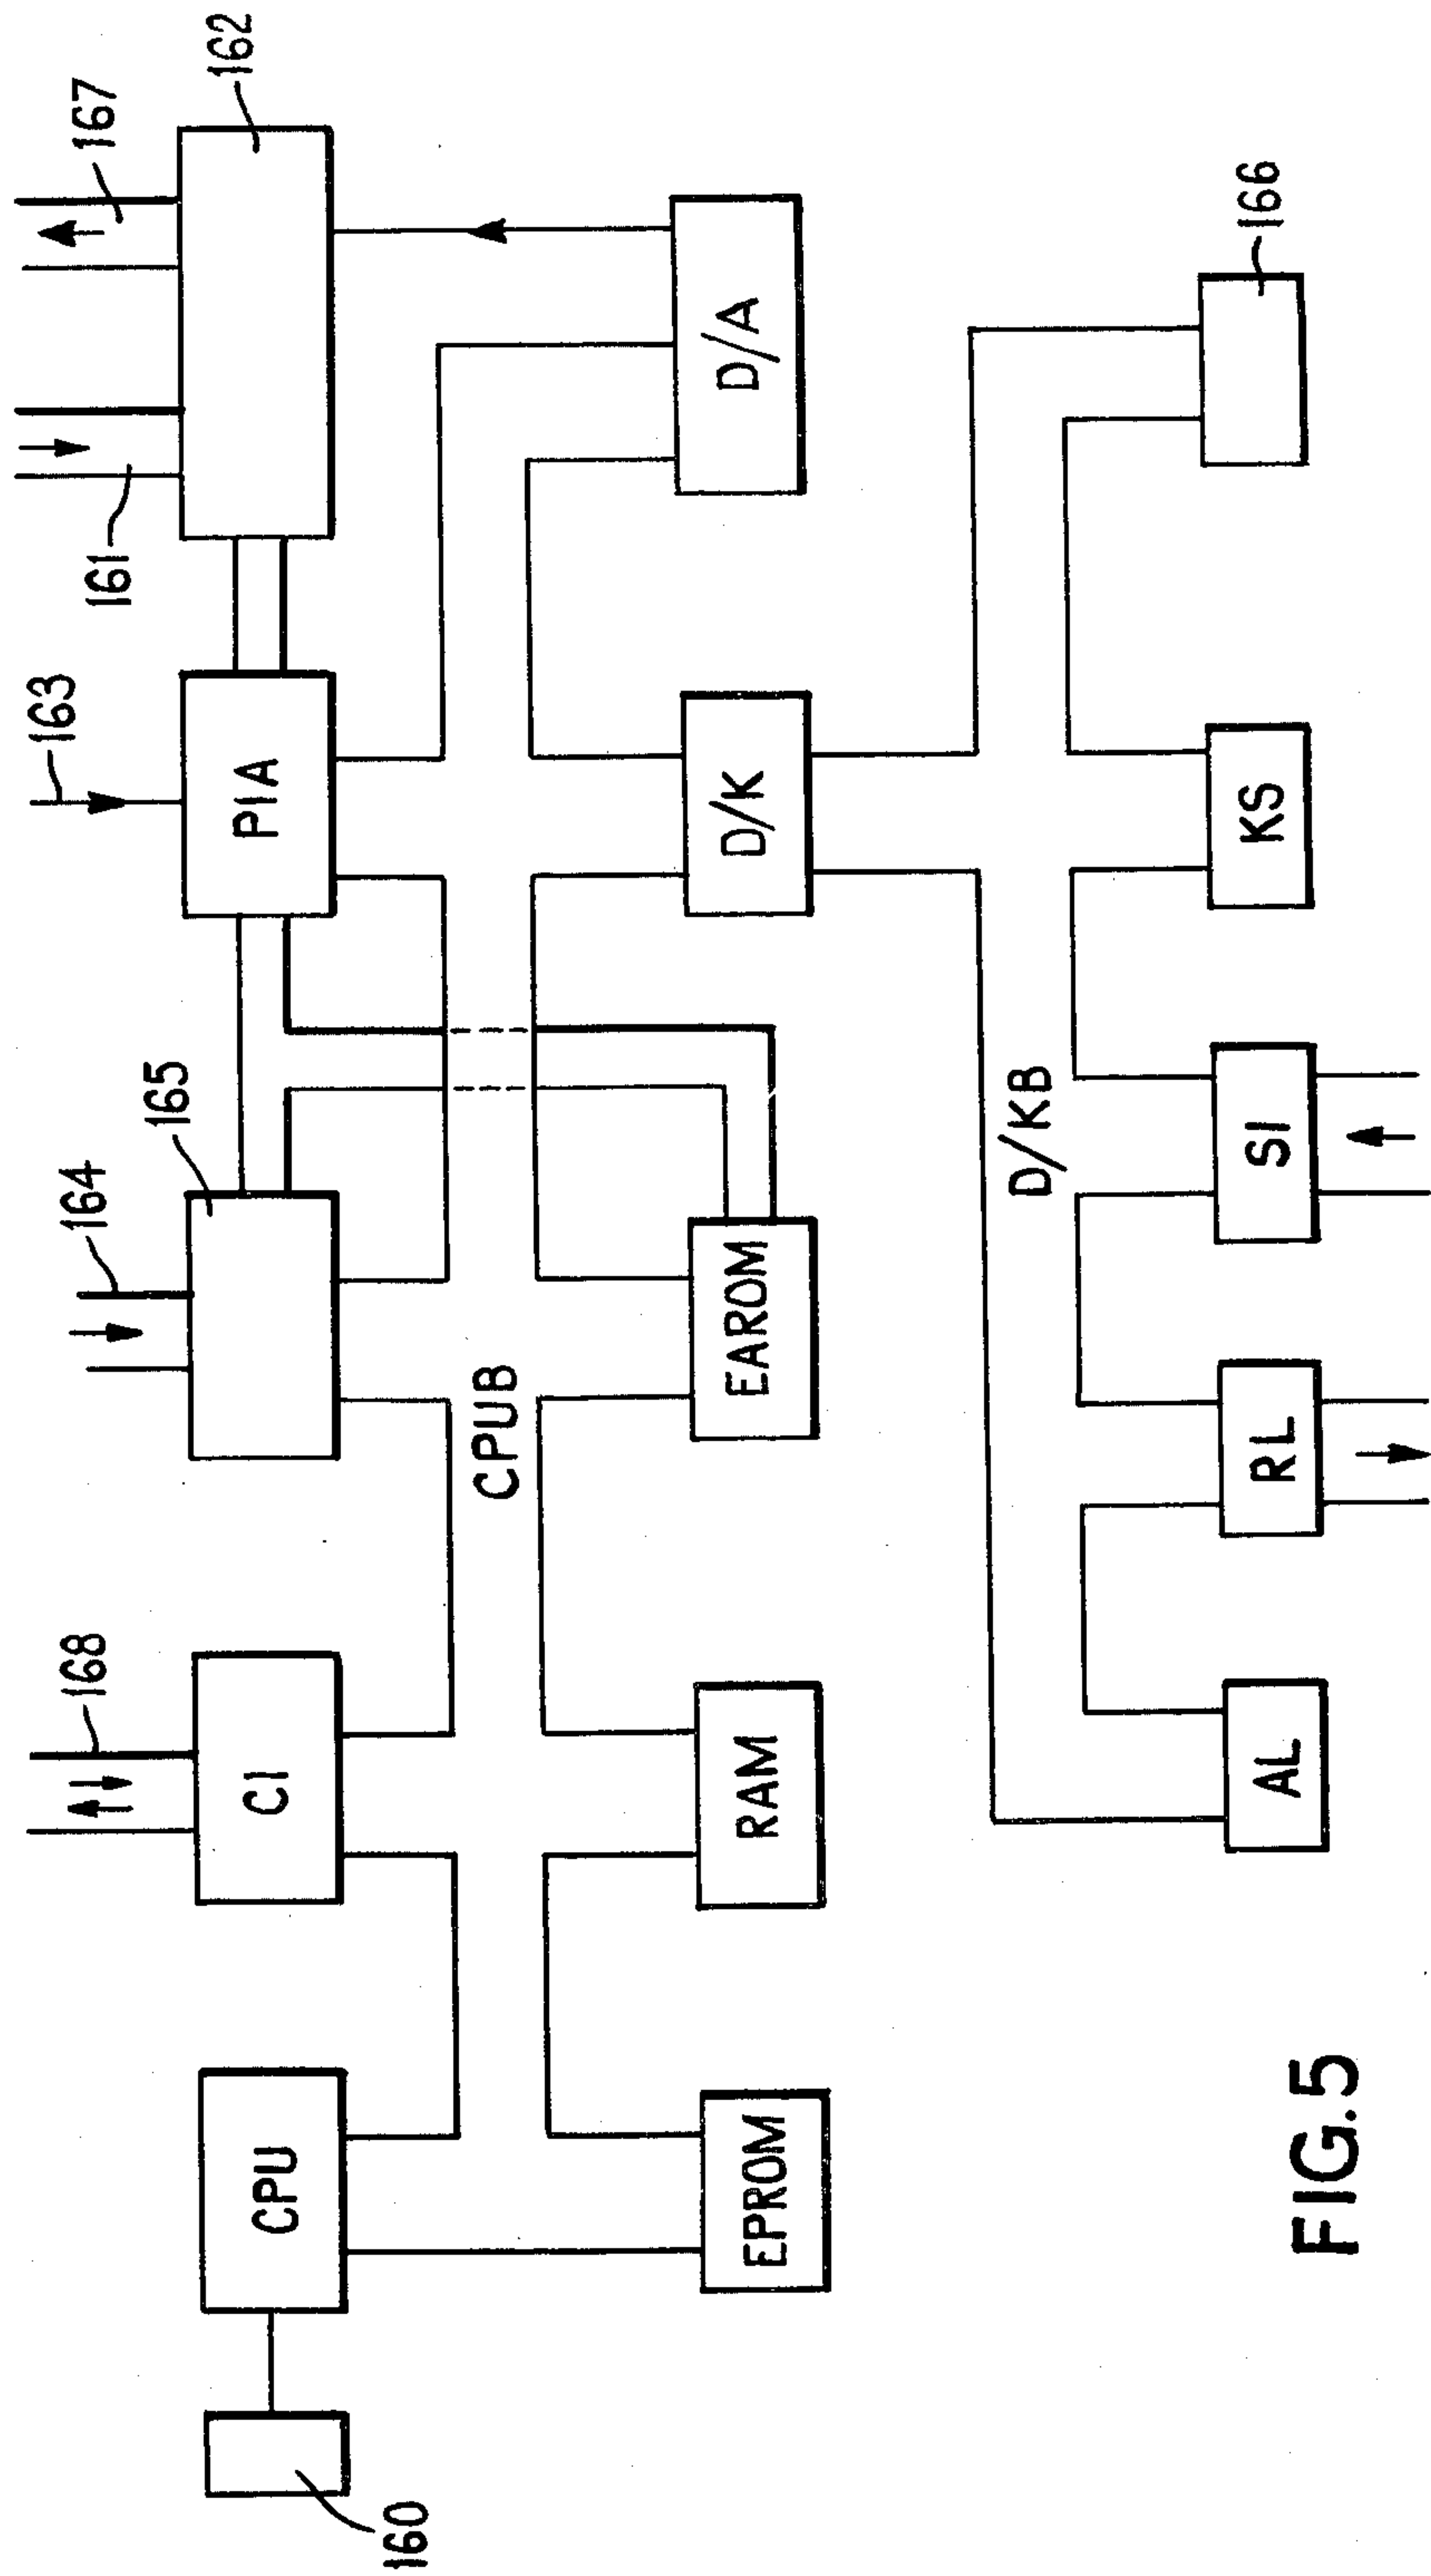 162
167
161
163
164
165
168
160
PIA
CI
CPU
D/A
D/K
CPUB
EAROM
RAM
EPROM
D/KB
166
KS
SI
RL
AL
FIG.5